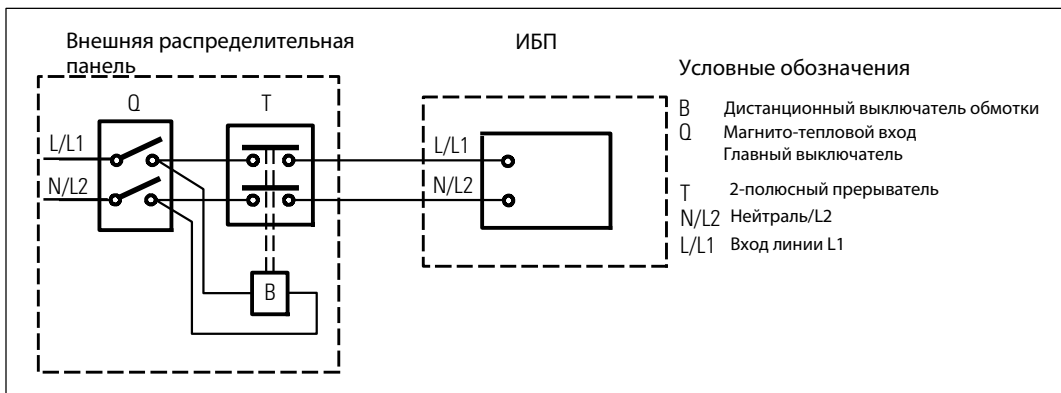 Внешняя распределительная
панель
ИБП
Условные обозначения
Q
T
B Дистанционный выключатель обмотки
Q Магнито-тепловой вход
Главный выключатель
L/L1
L/L1
N/L2
N/L2
T 2-полюсный прерыватель
N/L2 Нейтраль/L2
L/L1 Вход линии L1
B